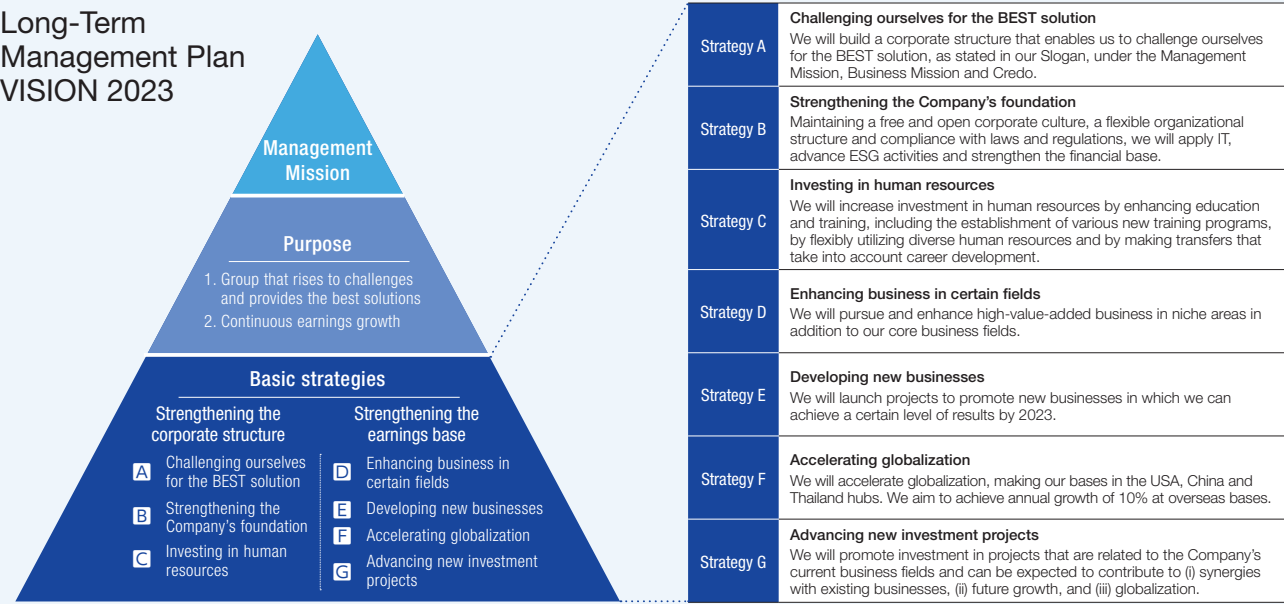 Long-Term
Management Plan
VISION 2023
Management
Mission
Purpose
1. Group that rises to challenges
and provides the best solutions
2. Continuous earnings growth
Basic strategies
Strengthening the
corporate structure
A Challenging ourselves
for the BEST solution
B Strengthening the
Company's foundation
C Investing in human
resources
Strengthening the
earnings base
D Enhancing business in
certain fields
E Developing new businesses
F Accelerating globalization
G Advancing new investment
projects
Strategy A
Challenging ourselves for the BEST solution
We will build a corporate structure that enables us to challenge ourselves
for the BEST solution, as stated in our Slogan, under the Management
Mission, Business Mission and Credo.
Strategy B
Strengthening the Company's foundation
Maintaining a free and open corporate culture, a flexible organizational
structure and compliance with laws and regulations, we will apply IT,
advance ESG activities and strengthen the financial base.
Strategy C
Investing in human resources
We will increase investment in human resources by enhancing education
and training, including the establishment of various new training programs,
by flexibly utilizing diverse human resources and by making transfers that
take into account career development.
Strategy D
Enhancing business in certain fields
We will pursue and enhance high-value-added business in niche areas in
addition to our core business fields.
Strategy E
Developing new businesses
We will launch projects to promote new businesses in which we can
achieve a certain level of results by 2023.
Strategy F
Accelerating globalization
We will accelerate globalization, making our bases in the USA, China and
Thailand hubs. We aim to achieve annual growth of 10% at overseas bases.
Strategy G
Advancing new investment projects
We will promote investment in projects that are related to the Company's
current business fields and can be expected to contribute to (i) synergies
with existing businesses, (ii) future growth, and (iii) globalization.